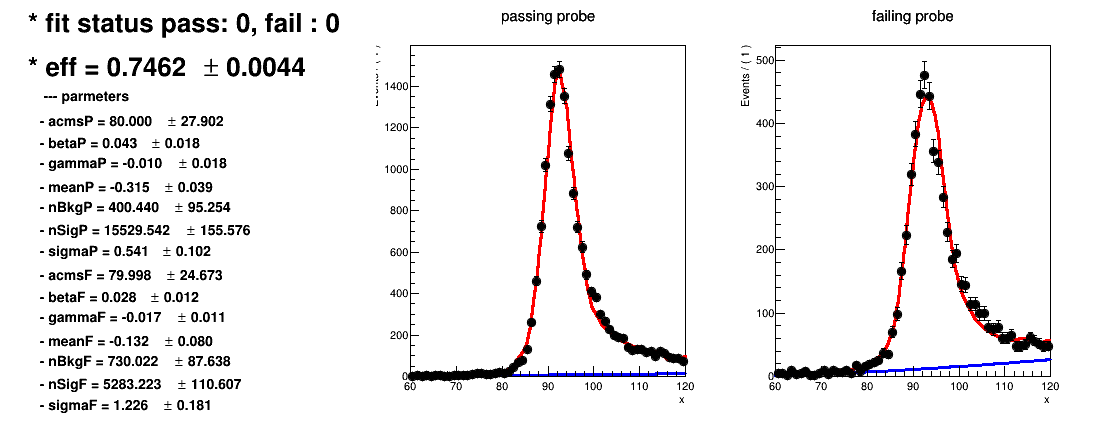 * fit status pass: 0, fail : 0
* eff = 0.7462 ± 0.0044
--- parmeters
- acmsP = 80.000 ± 27.902
- betaP = 0.043 ± 0.018
- gammaP = -0.010 ± 0.018
- meanP = -0.315 ± 0.039
- nBkgP = 400.440 ± 95.254
- nSigP = 15529.542 ± 155.576
- sigmaP = 0.541 ± 0.102
- acmsF = 79.998 ± 24.673
- betaF = 0.028 ± 0.012
- gammaF = -0.017 ± 0.011
- meanF = -0.132 ± 0.080
- nBkgF = 730.022 ± 87.638
- nSigF = 5283.223 ± 110.607
- sigmaF = 1.226 ± 0.181
passing probe
1400
1200
1000
800
600
400
200
0
60 70 80 90 100 110 120
x
failing probe
Events / ( 1 )
500
400
300
200
100
0
60 70 80 90 100 110 120
x